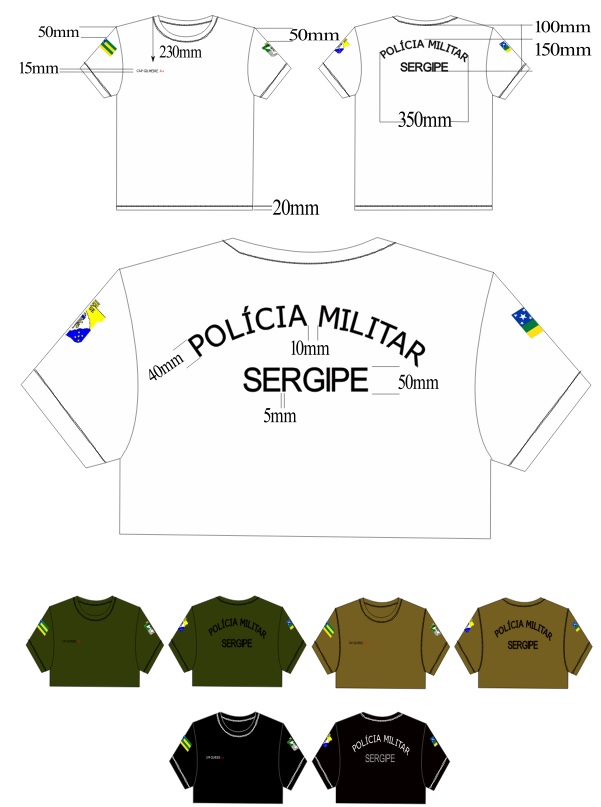 50mm
15mm
230mm
50mm
20mm
POLÍCIA MILITAR
SERGIPE
350mm
100mm
150mm
POLÍCIA MILITAR
40mm
10mm
SERGIPE
50mm
5mm
POLÍCIA MILITAR
SERGIPE
POLÍCIA MILITAR
SERGIPE
POLÍCIA MILITAR
SERGIPE